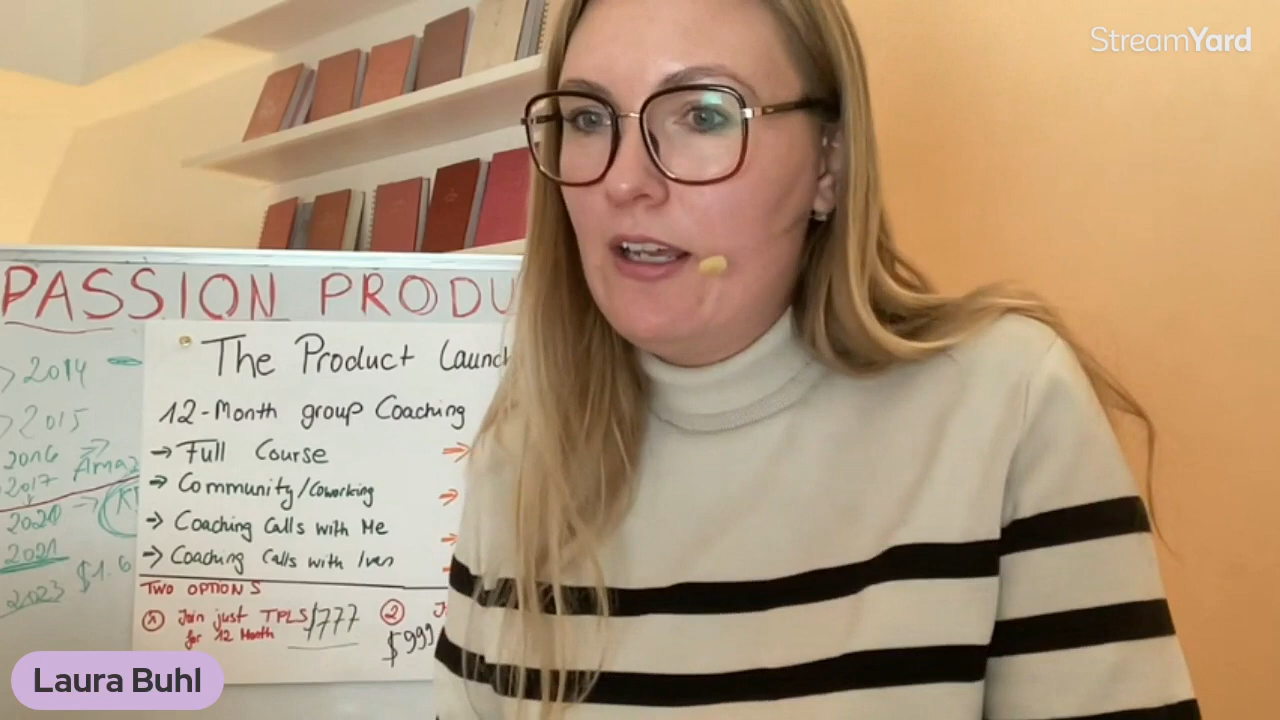 StreamYard
PASSION PRODU
The Product Launch
2014
12-Month group Coaching
2015
→ Full Course
2016
Amaz
→ Community/Coworking
2017
2020
→ Coaching Calls with Me
2021
→ Coaching Calls with Iven
$1.6
2023
TWO OPTIONS
1 Join just TPLS $777
for 12 Month
2 J
$999
Laura Buhl